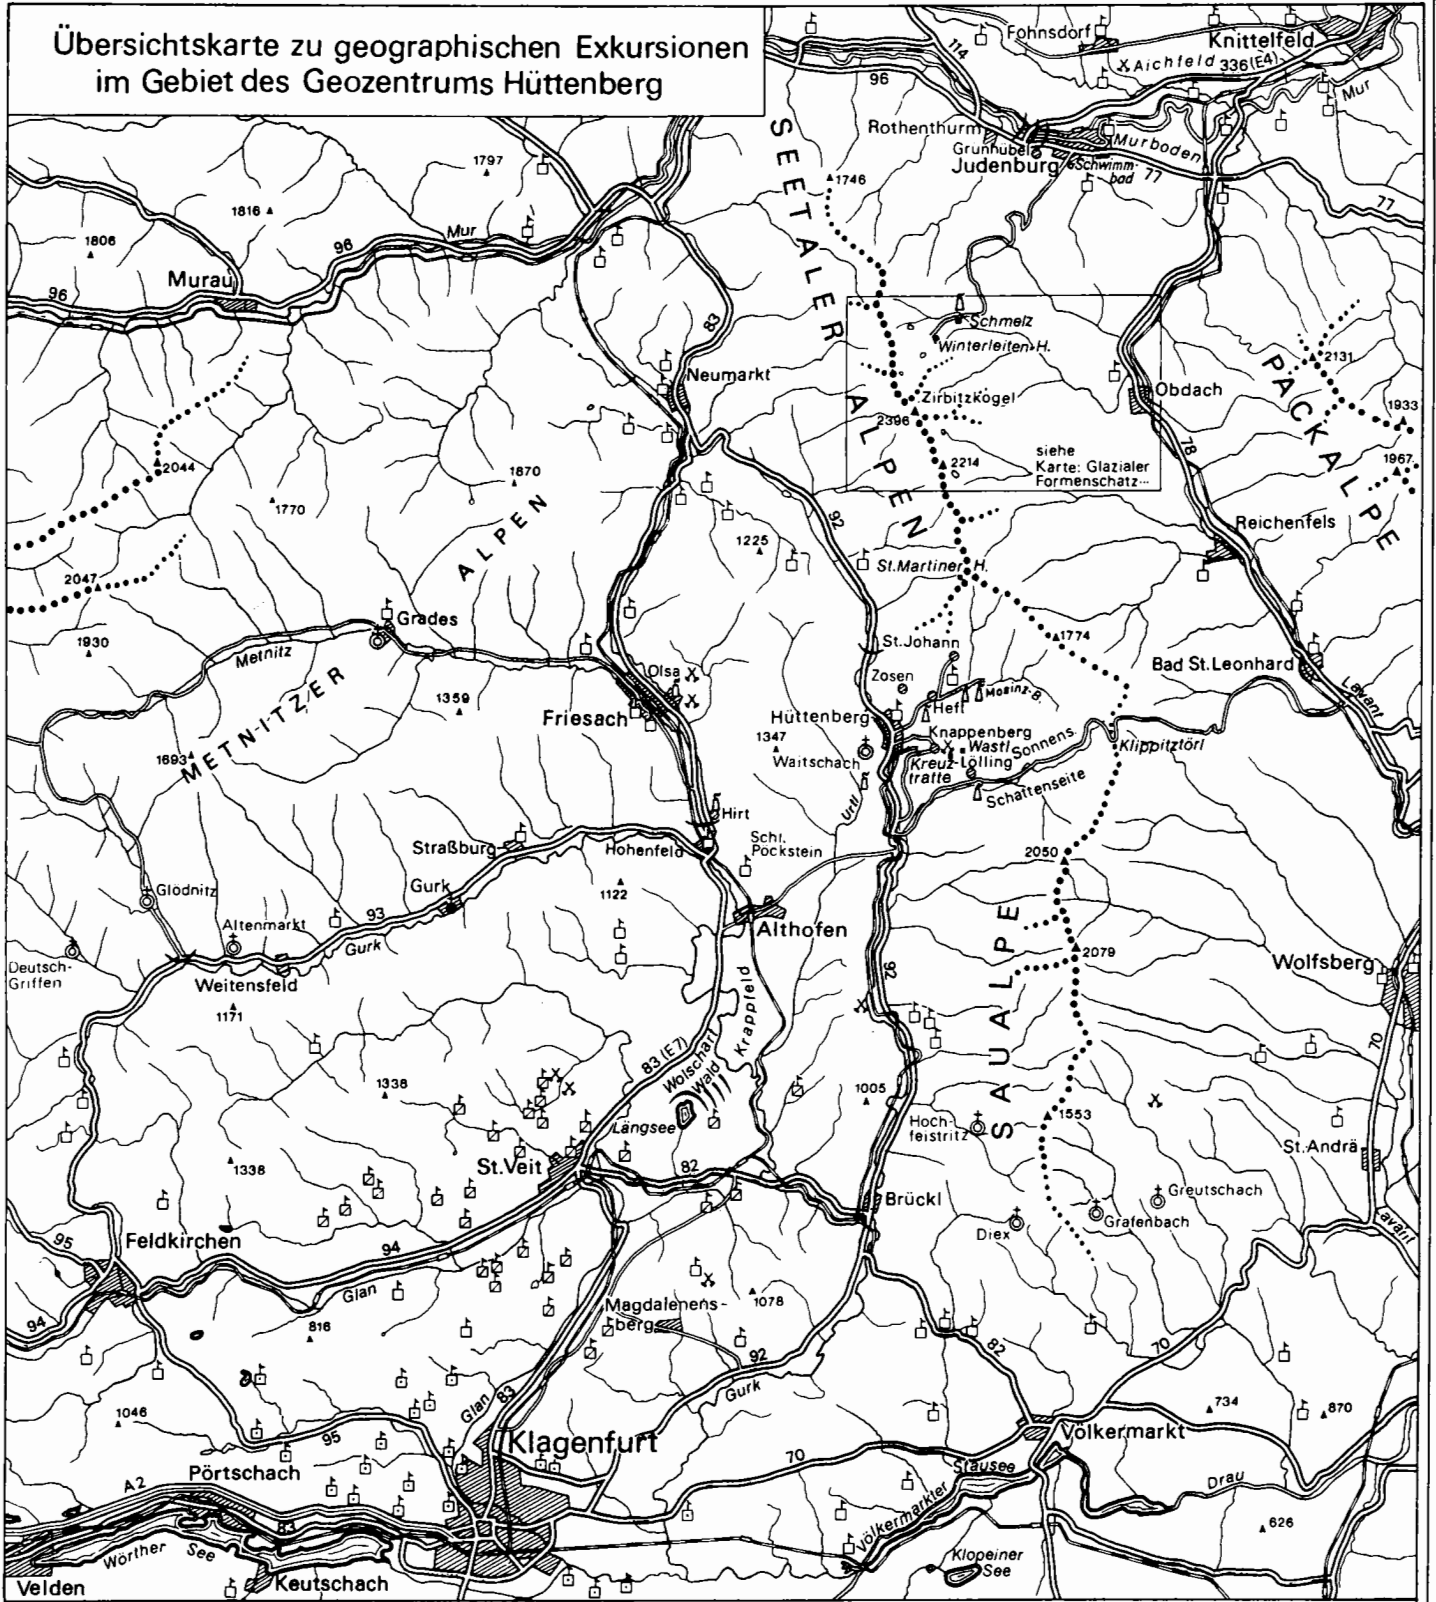 Übersichtskarte zu geographischen Exkursionen
im Gebiet des Geozentrums Hüttenberg
Fohnsdorf
Knittelfeld
Aichfeld 336(E4)
114
96
Mur
Rothenthurm
Grünhübel
Judenburg
Murboden
Schwimm-
bad
77
77
SEETALER ALPEN
1746
1797
1816
1806
Mur
96
Murau
96
83
Schmelz
Winterleiten-H.
Zirbitzkogel
2396
2214
siehe
Karte: Glazialer
Formenschatz...
Neumarkt
Obdach
78
PACKALPE
2131
1933
1967
2044
1870
1770
92
1225
Reichenfels
St.Martiner H.
METNITZER ALPEN
2047
1930
Metnitz
Grades
1774
St.Johann
Bad St.Leonhard
Lavant
Olsa
Zosen
Mosinz-B.
1359
Friesach
Hüttenberg
Heft
1693
1347
Waitschach
Knappenberg
Wastl
Kreuz-
tratte
Lölling
Sonnens.
Klippitztörl
Schattenseite
Urtl
Hirt
Straßburg
Hohenfeld
Schl.
Pöckstein
2050
Glödnitz
Gurk
1122
Altenmarkt
93
Gurk
Althofen
SAUALPE
2079
Deutsch-
Griffen
Weitensfeld
1171
Wolfsberg
92
70
Krappfeld
83(E7)
Wolschart
Wald
1338
1005
Hoch-
feistritz
1553
Längsee
St.Andrä
1338
St.Veit
82
Brückl
Greutschach
Grafenbach
Diex
Lavant
95
Feldkirchen
94
Glan
94
816
Magdalenens-
berg
1078
82
70
92
Gurk
1046
Glan
83
734
870
95
Klagenfurt
Völkermarkt
70
Pörtschach
A2
Völkermarkter
Stausee
Drau
83
626
Wörther
See
Klopeiner
See
Velden
Keutschach